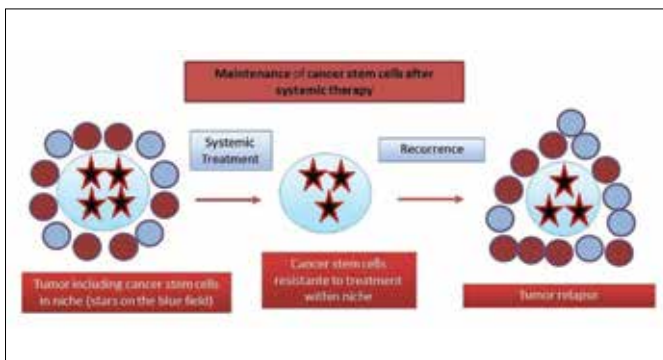 Maintenance of cancer stem cells after
systemic therapy
Systemic
Treatment
Recurrence
Tumor including cancer stem cells
in niche (stars on the blue field)
Cancer stem cells
resistante to treatment
within niche
Tumor relapse